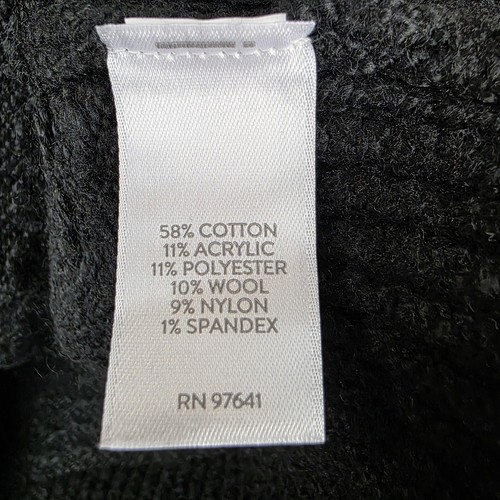 58% COTTON
11% ACRYLIC
11% POLYESTER
10% WOOL
9% NYLON
1% SPANDEX
RN 97641